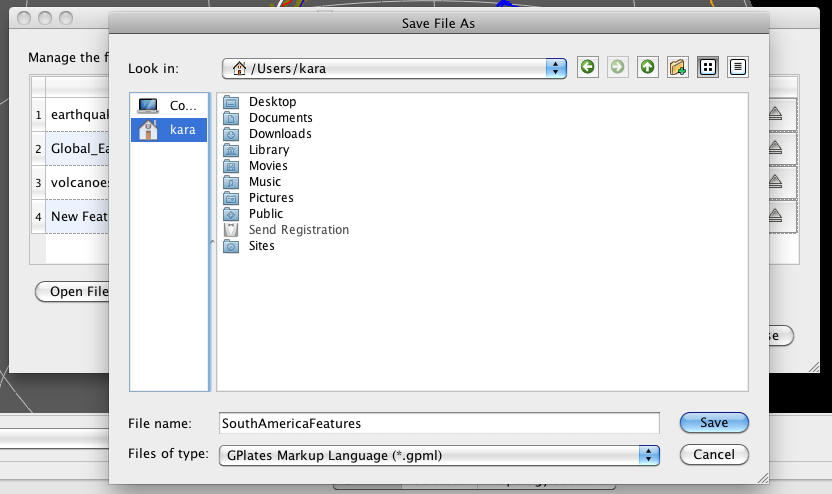 Save File As
Manage the f
Look in: /Users/kara
Co...
kara
Desktop
Documents
Downloads
Library
Movies
Music
Pictures
Public
Send Registration
Sites
1 earthqual
2 Global_Ea
3 volcanoes
4 New Feat
Open File
se
File name: SouthAmericaFeatures
Save
Files of type: GPlates Markup Language (*.gpml)
Cancel